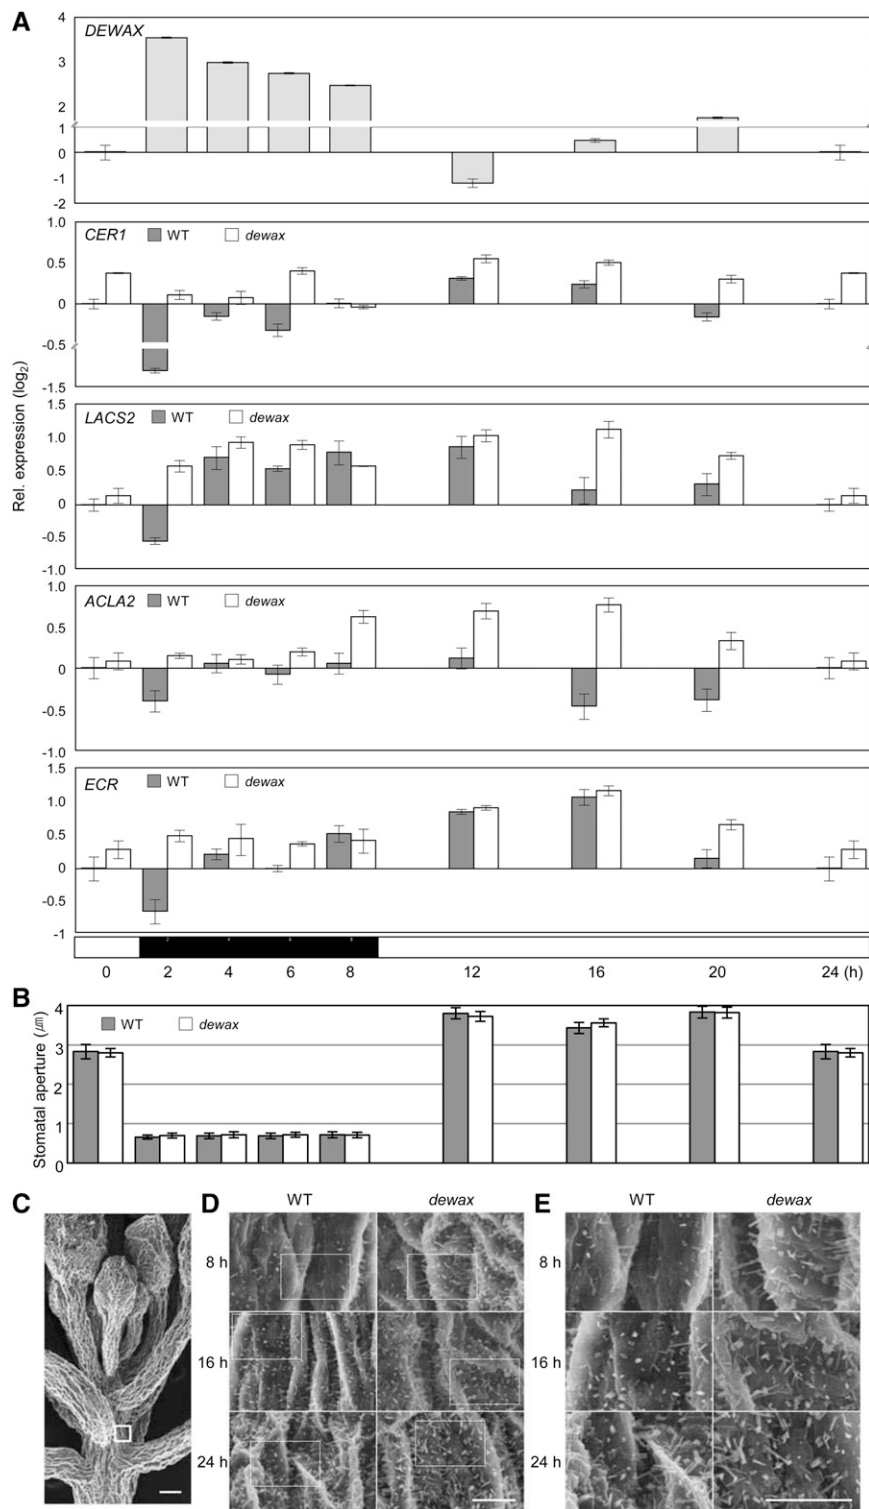 A
DEWAX
4
3
2
1
0
-1
-2
CER1 WT dewax
1.0
0.5
0
-0.5
-1.5
Rel. expression (log2)
LACS2 WT dewax
1.5
1.0
0.5
0
-0.5
-1.0
ACLA2 WT dewax
1.0
0.5
0
-0.5
-1.0
ECR WT dewax
1.5
1.0
0.5
0
-0.5
-1
2 4 6 8
0 2 4 6 8 12 16 20 24 (h)
B
WT dewax
Stomatal aperture (㎛)
4
3
2
1
0
C D WT dewax E WT dewax
8 h 8 h
16 h 16 h
24 h 24 h